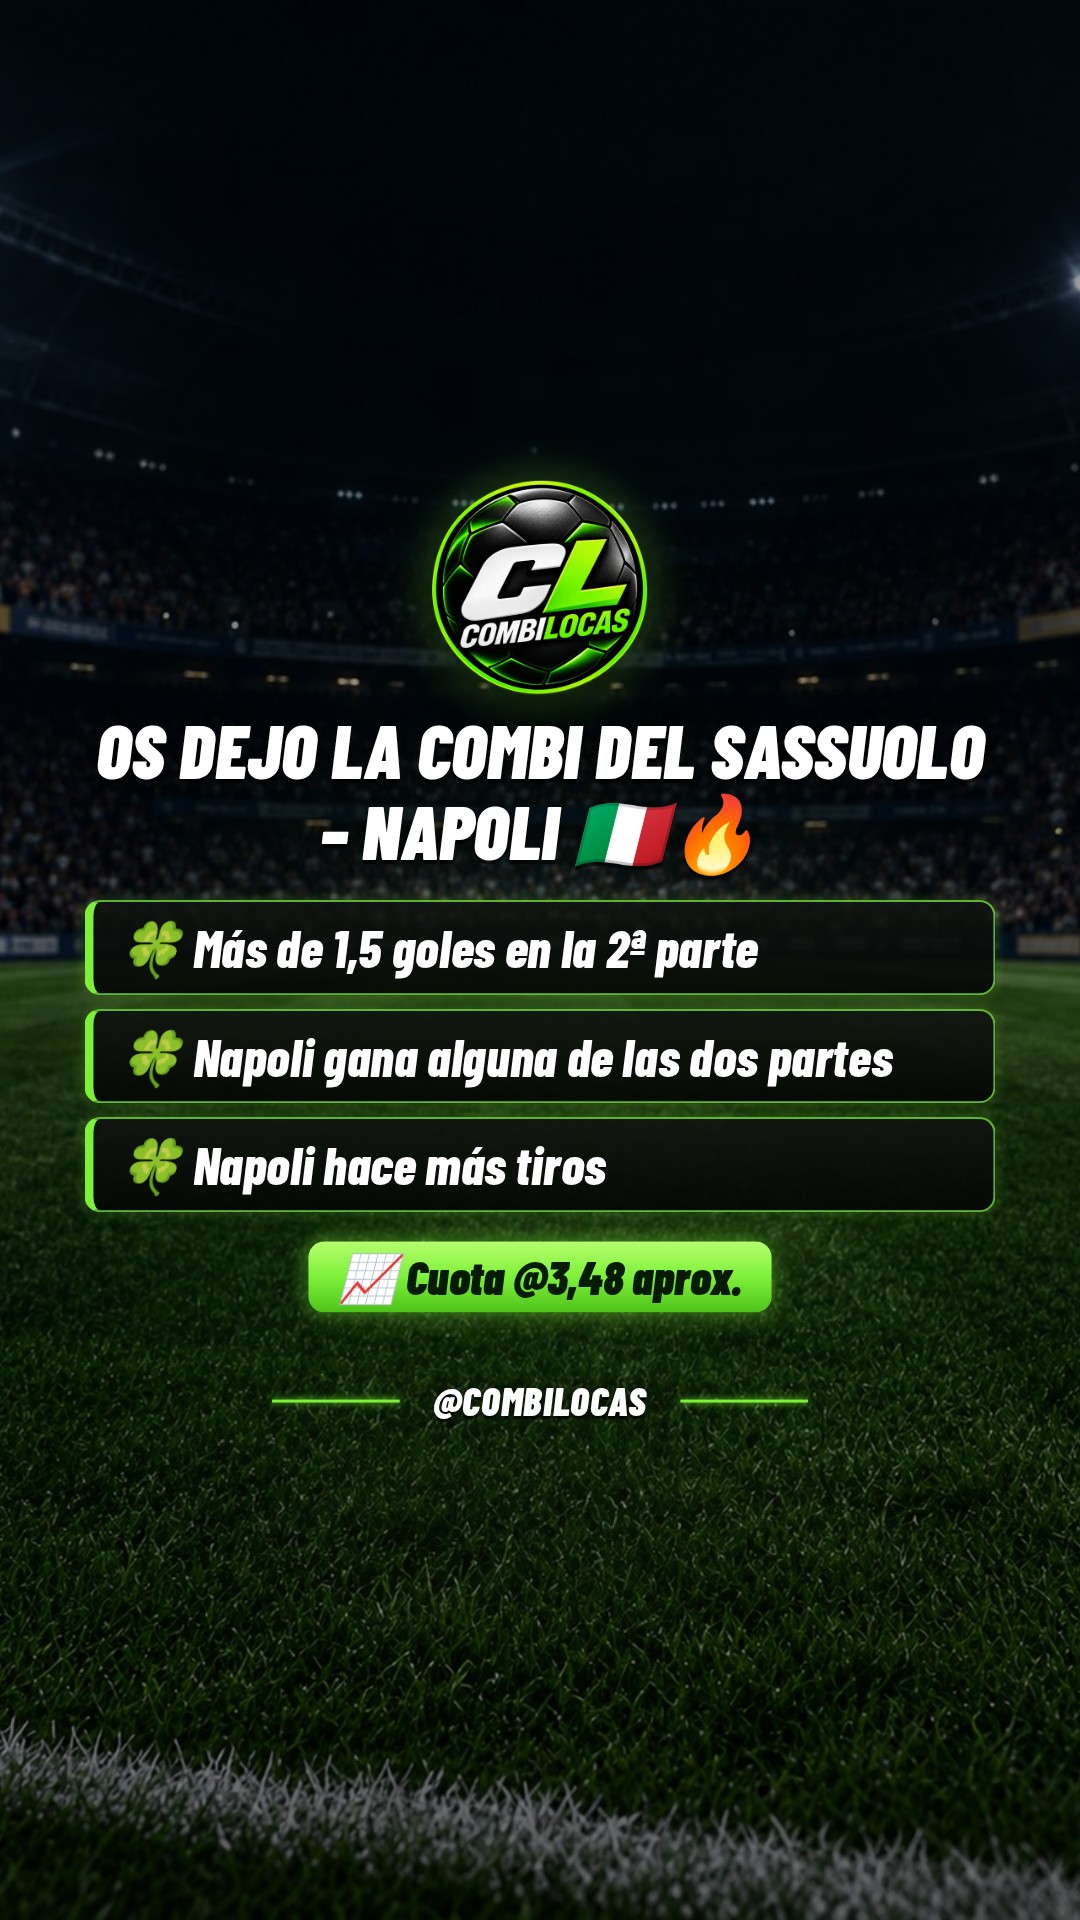 CL
COMBILOCAS
OS DEJO LA COMBI DEL SASSUOLO
- NAPOLI 🇮🇹🔥
🍀 Más de 1,5 goles en la 2ª parte
🍀 Napoli gana alguna de las dos partes
🍀 Napoli hace más tiros
📈 Cuota @3,48 aprox.
@COMBILOCAS